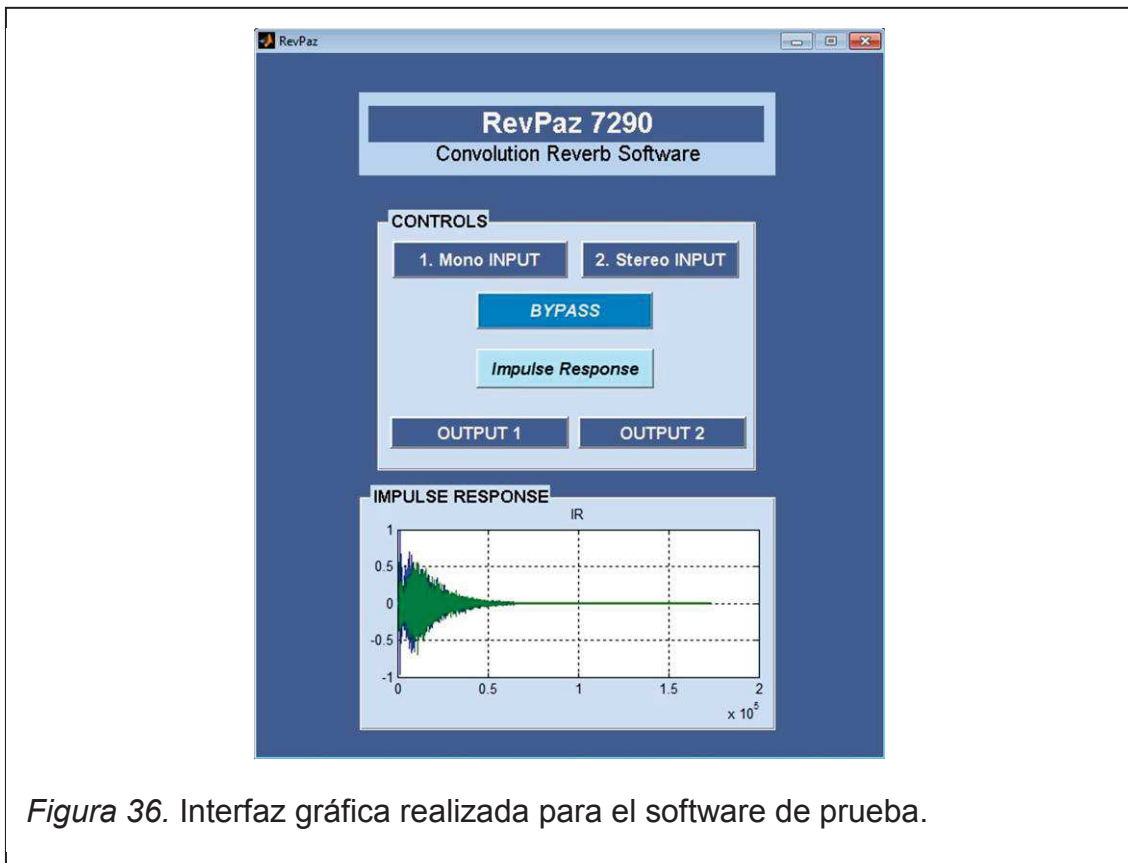 RevPaz
RevPaz 7290
Convolution Reverb Software
CONTROLS
1. Mono INPUT 2. Stereo INPUT
BYPASS
Impulse Response
OUTPUT 1 OUTPUT 2
IMPULSE RESPONSE
IR
1
0.5
0
-0.5
-1
0 0.5 1 1.5 2
x 10^5
Figura 36. Interfaz gráfica realizada para el software de prueba.